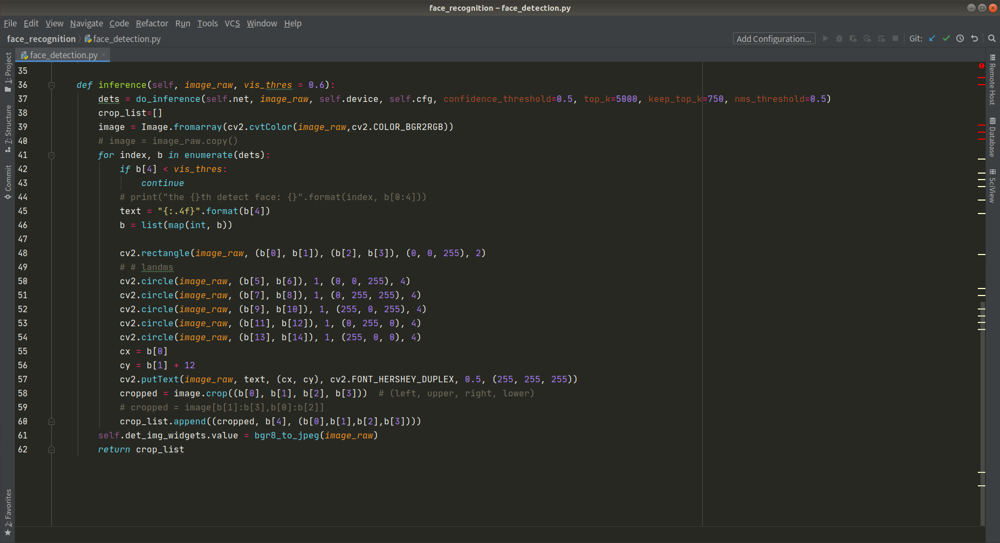 face_recognition – face_detection.py
File Edit View Navigate Code Refactor Run Tools VCS Window Help
face_recognition face_detection.py Add Configuration... Git:
face_detection.py
1: Project
7: Structure
Commit
2: Favorites
Remote Host
Database
SciView
35
36 def inference(self, image_raw, vis_thres = 0.6):
37 dets = do_inference(self.net, image_raw, self.device, self.cfg, confidence_threshold=0.5, top_k=5000, keep_top_k=750, nms_threshold=0.5)
38 crop_list=[]
39 image = Image.fromarray(cv2.cvtColor(image_raw,cv2.COLOR_BGR2RGB))
40 # image = image_raw.copy()
41 for index, b in enumerate(dets):
42 if b[4] < vis_thres:
43 continue
44 # print("the {}th detect face: {}".format(index, b[0:4]))
45 text = "{:.4f}".format(b[4])
46 b = list(map(int, b))
47
48 cv2.rectangle(image_raw, (b[0], b[1]), (b[2], b[3]), (0, 0, 255), 2)
49 # # landms
50 cv2.circle(image_raw, (b[5], b[6]), 1, (0, 0, 255), 4)
51 cv2.circle(image_raw, (b[7], b[8]), 1, (0, 255, 255), 4)
52 cv2.circle(image_raw, (b[9], b[10]), 1, (255, 0, 255), 4)
53 cv2.circle(image_raw, (b[11], b[12]), 1, (0, 255, 0), 4)
54 cv2.circle(image_raw, (b[13], b[14]), 1, (255, 0, 0), 4)
55 cx = b[0]
56 cy = b[1] + 12
57 cv2.putText(image_raw, text, (cx, cy), cv2.FONT_HERSHEY_DUPLEX, 0.5, (255, 255, 255))
58 cropped = image.crop((b[0], b[1], b[2], b[3])) # (left, upper, right, lower)
59 # cropped = image[b[1]:b[3],b[0]:b[2]]
60 crop_list.append((cropped, b[4], (b[0],b[1],b[2],b[3])))
61 self.det_img_widgets.value = bgr8_to_jpeg(image_raw)
62 return crop_list